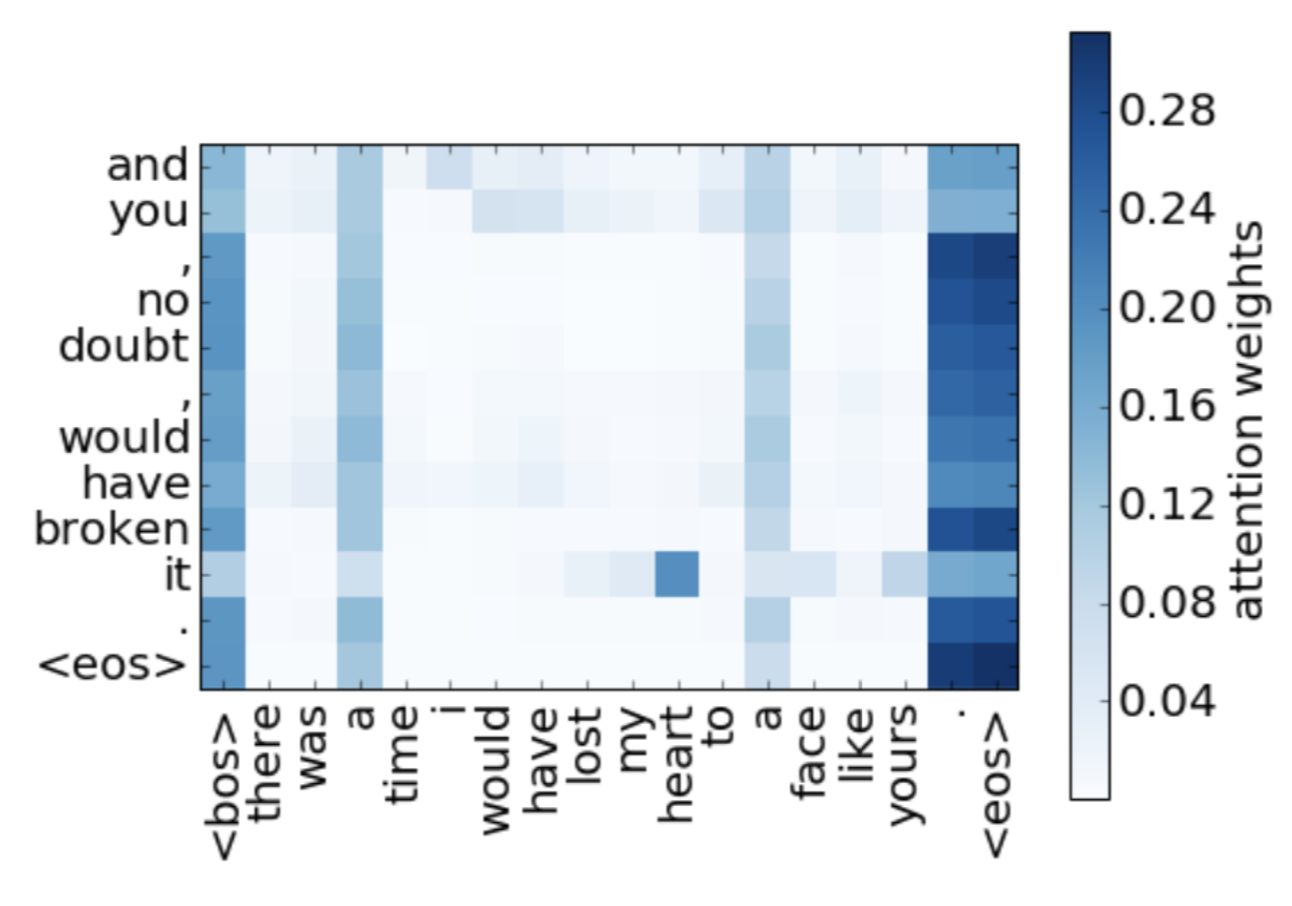 and
you
,
no
doubt
,
would
have
broken
it
.
<eos>
<bos>
there
was
a
time
i
would
have
lost
my
heart
to
a
face
like
yours
.
<eos>
0.28
0.24
0.20
0.16
0.12
0.08
0.04
attention weights